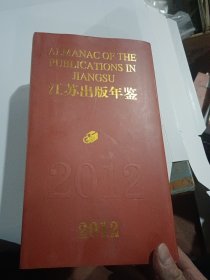 ALMANAC OF THE
PUBLICATIONS IN
JIANGSU
江苏出版年鉴
2012
2012